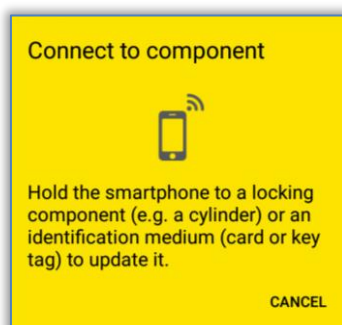 Connect to component
Hold the smartphone to a locking
component (e.g. a cylinder) or an
identification medium (card or key
tag) to update it.
CANCEL